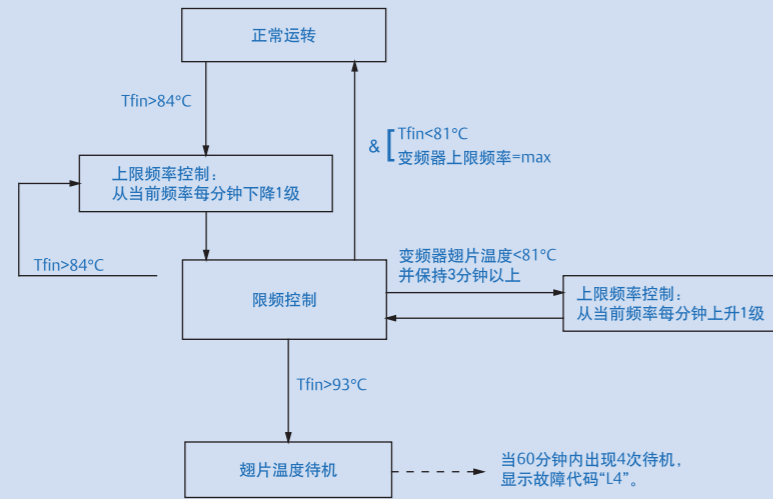 正常运转
Tfin>84°C
& [Tfin<81°C
变频器上限频率=max
上限频率控制：
从当前频率每分钟下降1级
Tfin>84°C
变频器翅片温度<81°C
并保持3分钟以上
限频控制
上限频率控制：
从当前频率每分钟上升1级
Tfin>93°C
翅片温度待机
当60分钟内出现4次待机，
显示故障代码“L4”。